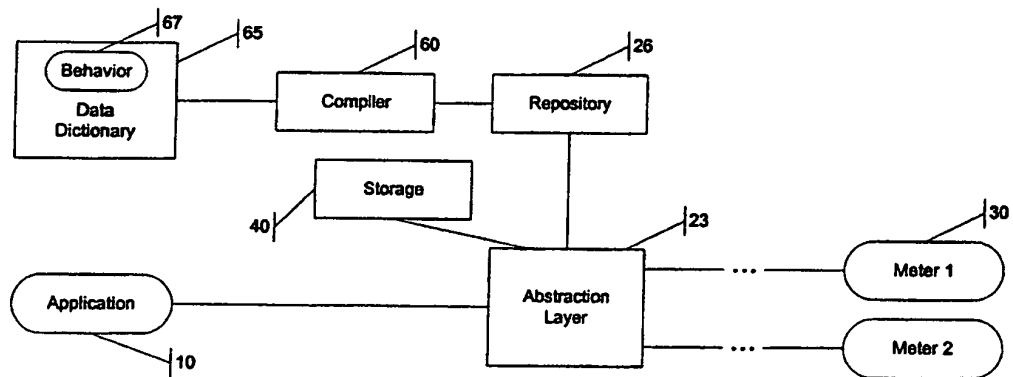 67
65
60
26
Behavior
Data
Dictionary
Compiler
Repository
Storage
40
23
30
Meter 1
Application
Abstraction
Layer
Meter 2
10